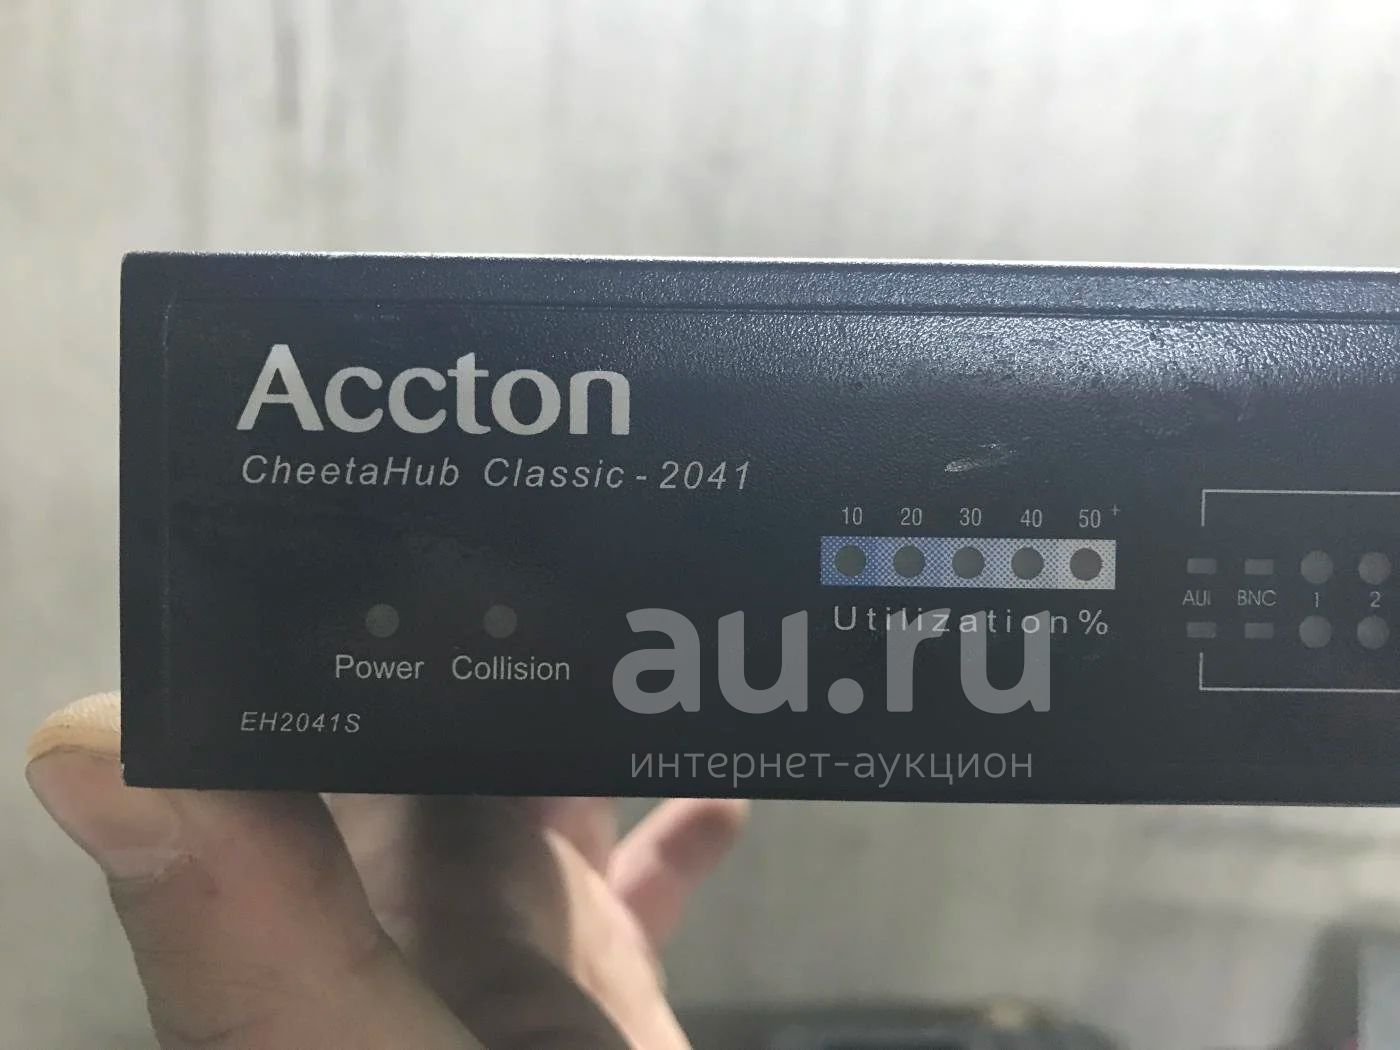 Accton
CheetaHub Classic - 2041
10 20 30 40 50+
Utilization %
AUI BNC 1 2
Power Collision
EH2041S
au.ru
интернет-аукцион